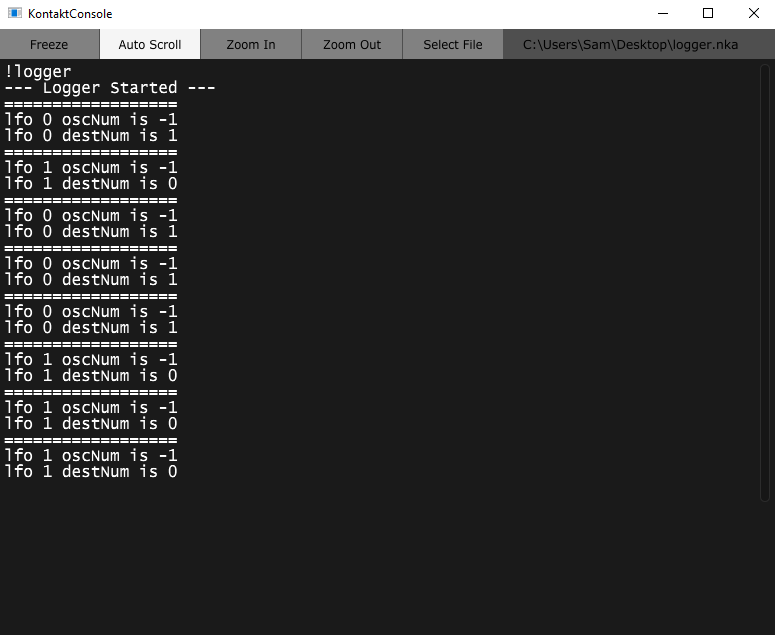 KontaktConsole
Freeze Auto Scroll Zoom In Zoom Out Select File C:\Users\Sam\Desktop\logger.nka
!logger
--- Logger Started ---
==================
lfo 0 oscNum is -1
lfo 0 destNum is 1
==================
lfo 1 oscNum is -1
lfo 1 destNum is 0
==================
lfo 0 oscNum is -1
lfo 0 destNum is 1
==================
lfo 0 oscNum is -1
lfo 0 destNum is 1
==================
lfo 0 oscNum is -1
lfo 0 destNum is 1
==================
lfo 1 oscNum is -1
lfo 1 destNum is 0
==================
lfo 1 oscNum is -1
lfo 1 destNum is 0
==================
lfo 1 oscNum is -1
lfo 1 destNum is 0